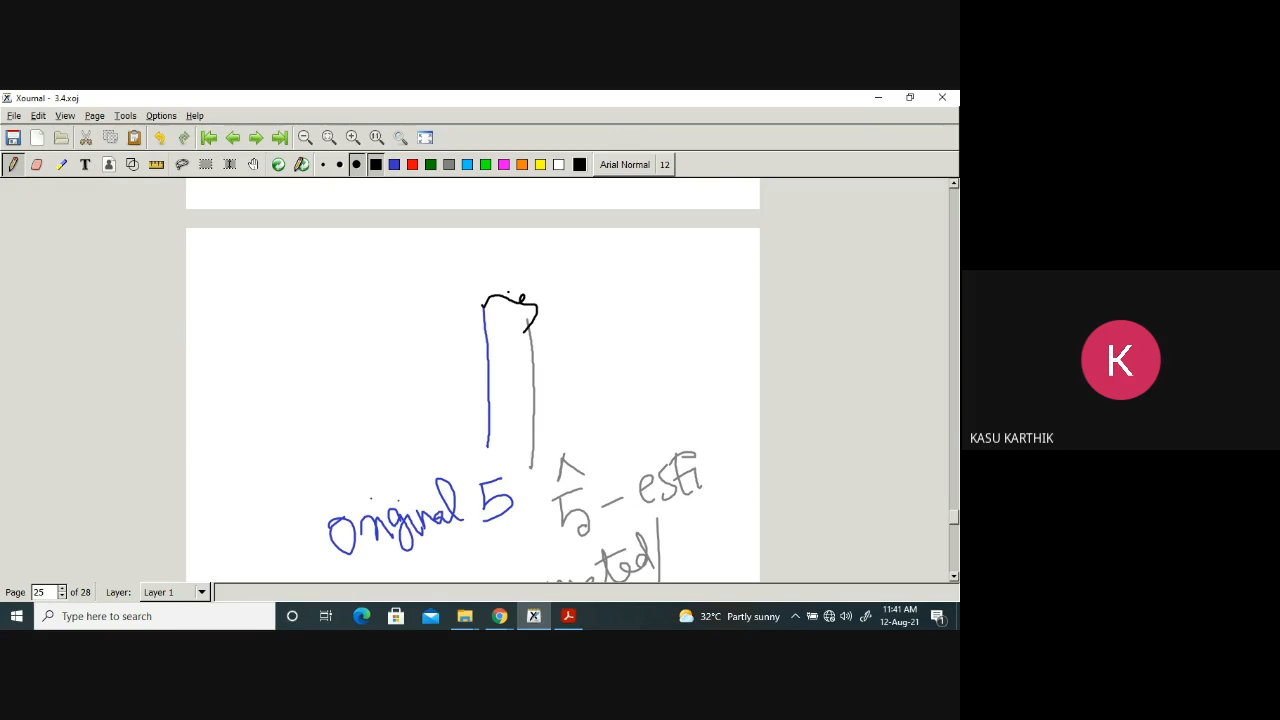 Xournal - 3.4.xoj
File Edit View Page Tools Options Help
Arial Normal 12
e
original 5
5̂ - esti
mated/
Page 25 of 28 Layer: Layer 1
Type here to search
32°C Partly sunny
11:41 AM
12-Aug-21
1
K
KASU KARTHIK